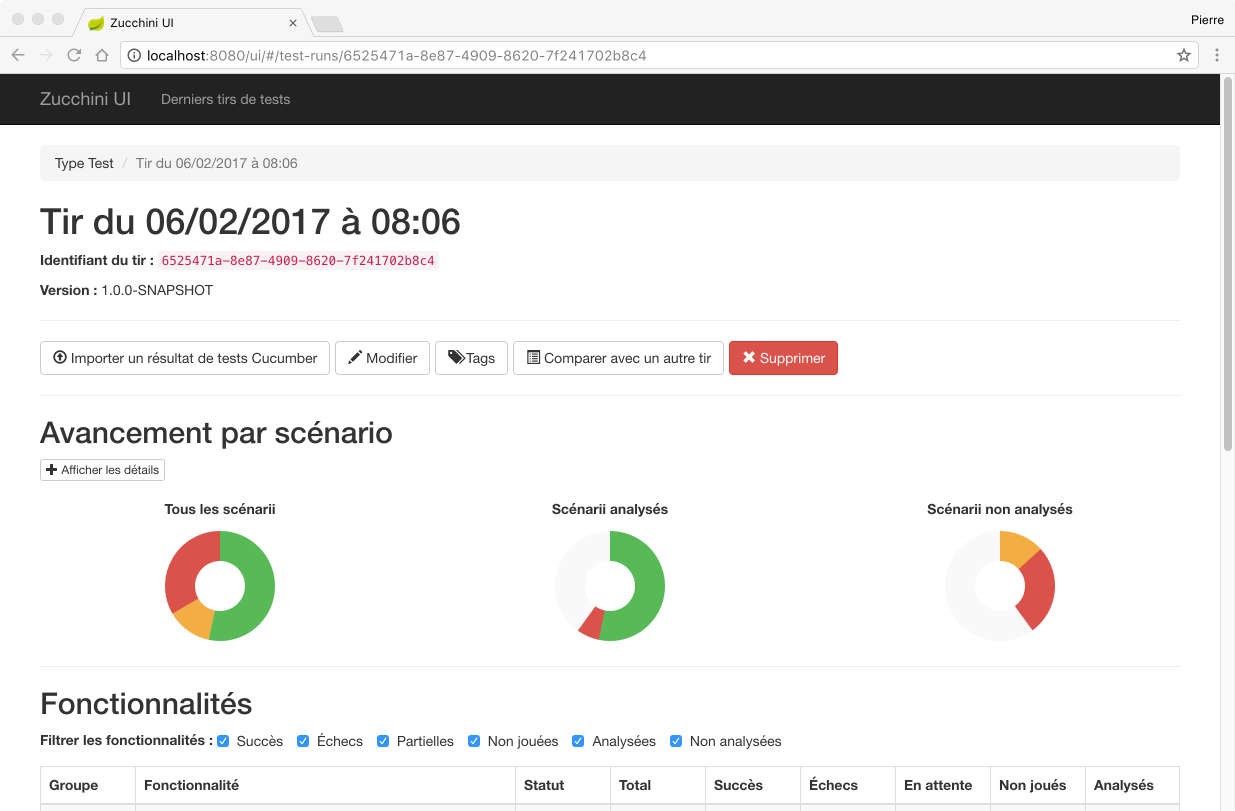 Zucchini UI
Pierre
localhost:8080/ui/#/test-runs/6525471a-8e87-4909-8620-7f241702b8c4
Zucchini UI Derniers tirs de tests
Type Test / Tir du 06/02/2017 à 08:06
Tir du 06/02/2017 à 08:06
Identifiant du tir : 6525471a-8e87-4909-8620-7f241702b8c4
Version : 1.0.0-SNAPSHOT
Importer un résultat de tests Cucumber Modifier Tags Comparer avec un autre tir Supprimer
Avancement par scénario
Afficher les détails
Tous les scénarii Scénarii analysés Scénarii non analysés
Fonctionnalités
Filtrer les fonctionnalités : Succès Échecs Partielles Non jouées Analysées Non analysées
Groupe Fonctionnalité Statut Total Succès Échecs En attente Non joués Analysés